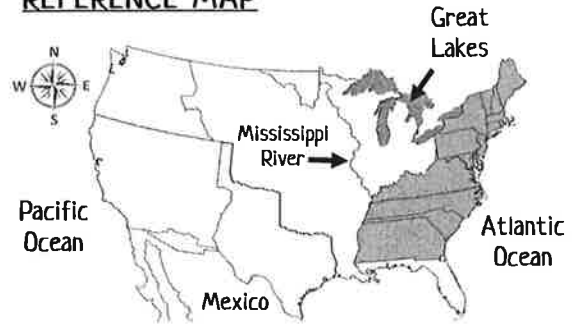 REFERENCE MAP
Great
Lakes
N
W E
S
Mississippi
River
Pacific
Ocean
Atlantic
Ocean
Mexico